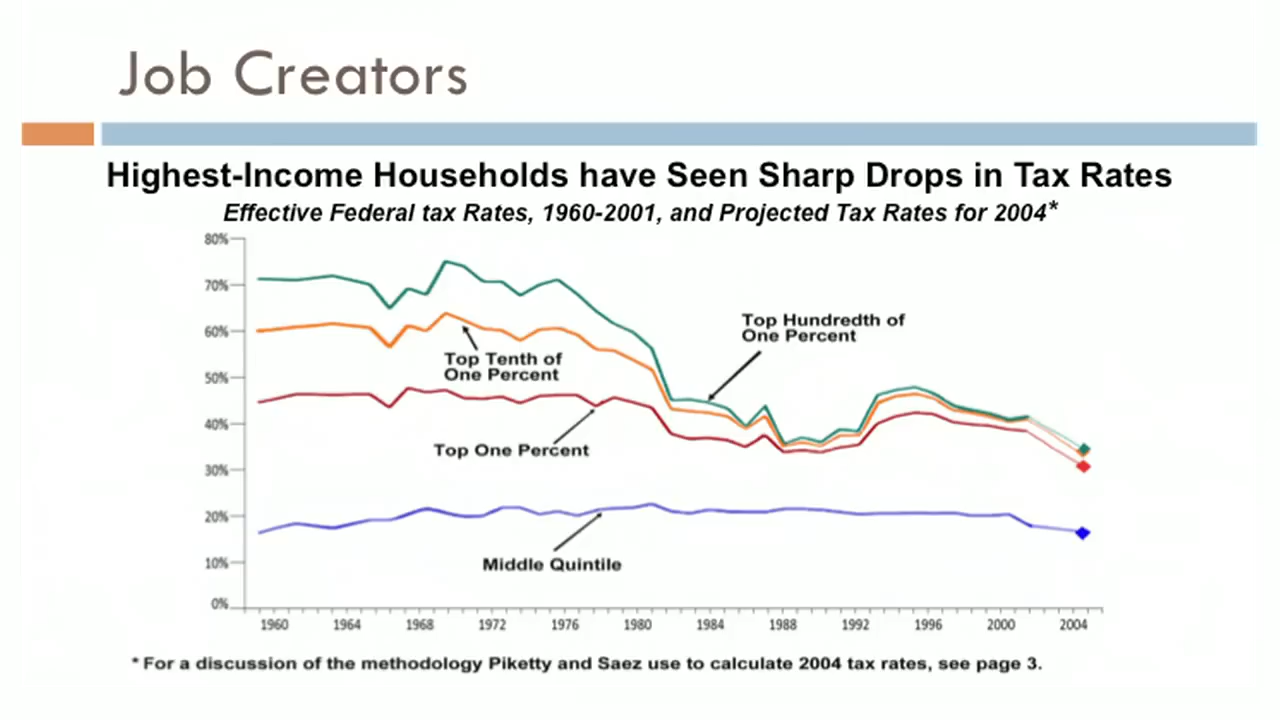 Job Creators
Highest-Income Households have Seen Sharp Drops in Tax Rates
Effective Federal tax Rates, 1960-2001, and Projected Tax Rates for 2004*
80%
70%
60%
50%
40%
30%
20%
10%
0%
Top Hundredth of
One Percent
Top Tenth of
One Percent
Top One Percent
Middle Quintile
1960 1964 1968 1972 1976 1980 1984 1988 1992 1996 2000 2004
* For a discussion of the methodology Piketty and Saez use to calculate 2004 tax rates, see page 3.